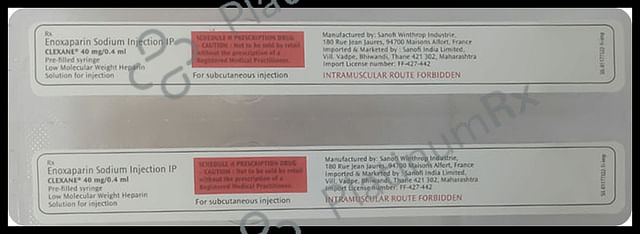 Rx
Enoxaparin Sodium Injection IP
CLEXANE® 40 mg/0.4 ml
Pre-filled syringe
Low Molecular Weight Heparin
Solution for injection
SCHEDULE H PRESCRIPTION DRUG
- CAUTION : Not to be sold by retail
without the prescription of a
Registered Medical Practitioner.
For subcutaneous injection
Manufactured by: Sanofi Winthrop Industrie,
180 Rue Jean Jaures, 94700 Maisons Alfort, France
Imported & Marketed by : Sanofi India Limited,
Vill. Vadpe, Bhiwandi, Thane 421 302, Maharashtra
Import License number: FF-427-442
INTRAMUSCULAR ROUTE FORBIDDEN
Rx
Enoxaparin Sodium Injection IP
CLEXANE® 40 mg/0.4 ml
Pre-filled syringe
Low Molecular Weight Heparin
Solution for injection
SCHEDULE H PRESCRIPTION DRUG
- CAUTION : Not to be sold by retail
without the prescription of a
Registered Medical Practitioner.
For subcutaneous injection
Manufactured by: Sanofi Winthrop Industrie,
180 Rue Jean Jaures, 94700 Maisons Alfort, France
Imported & Marketed by : Sanofi India Limited,
Vill. Vadpe, Bhiwandi, Thane 421 302, Maharashtra
Import License number: FF-427-442
INTRAMUSCULAR ROUTE FORBIDDEN
PlatinumRx